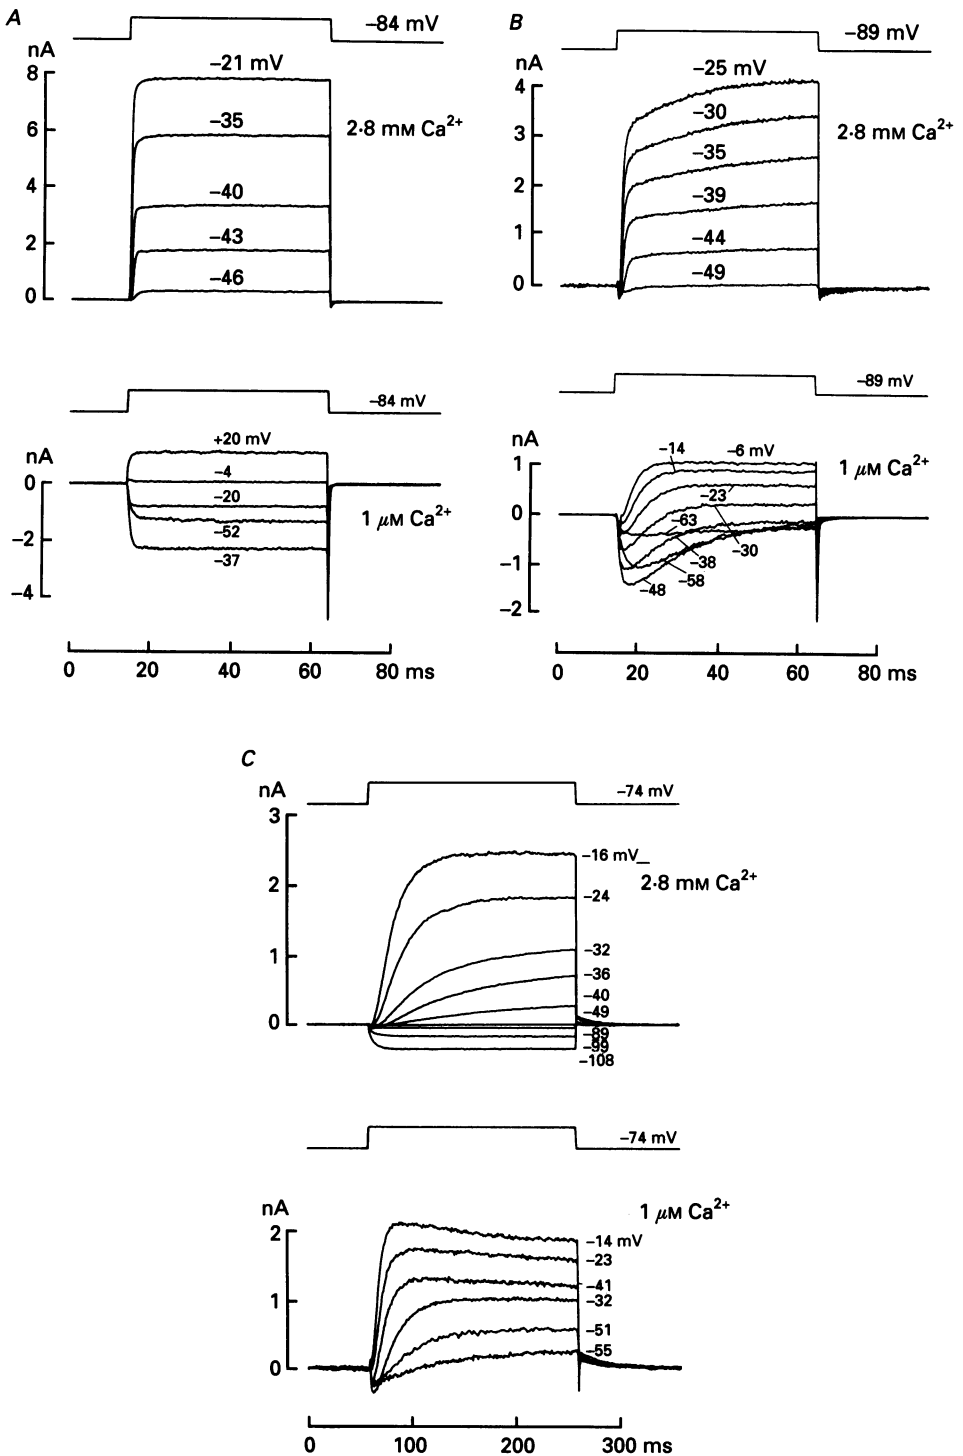 A
−84 mV
nA
8
−21 mV
6
−35
2·8 mM Ca2+
4
−40
2
−43
−46
0
−84 mV
nA
+20 mV
0
−4
−20
1 μM Ca2+
−52
−2
−37
−4
0 20 40 60 80 ms
B
−89 mV
nA
4
−25 mV
−30
3
2·8 mM Ca2+
−35
2
−39
1
−44
−49
0
−89 mV
nA
−14
−6 mV
1
1 μM Ca2+
−23
0
−63
−30
−38
−1
−58
−48
−2
0 20 40 60 80 ms
C
nA
−74 mV
3
−16 mV
2·8 mM Ca2+
2
−24
1
−32
−36
−40
−49
0
−89
−99
−108
−74 mV
nA
1 μM Ca2+
2
−14 mV
−23
−41
1
−32
−51
−55
0
0 100 200 300 ms